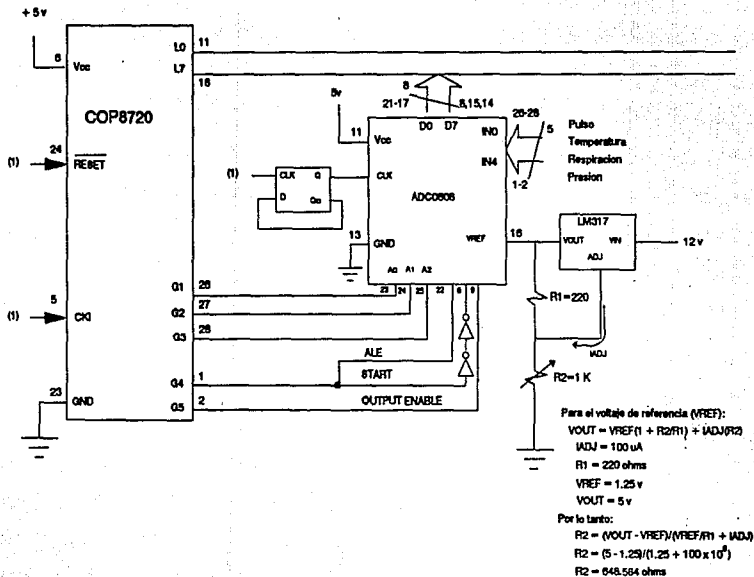 + 5v
6
Vcc
COP8720
24
(1)
RESET
5
(1)
CKI
23
GND
L0
11
L7
18
G1
26
G2
27
G3
28
G4
1
G5
2
8
21-17
8,15,14
5v
D0 D7
11
Vcc
IN0
IN4
26-28
5
1-2
Pulso
Temperatura
Respiracion
Presion
(1)
CLK Q
D
CLK
ADC0808
13
GND
VREF
16
A0 A1 A2
23
24
25
22
6
9
LM317
VOUT VIN
ADJ
12 v
R1=220
IADJ
R2=1 K
ALE
START
OUTPUT ENABLE
Para el voltaje de referencia (VREF):
VOUT = VREF(1 + R2/R1) + IADJ(R2)
IADJ = 100 uA
R1 = 220 ohms
VREF = 1.25 v
VOUT = 5 v
Por lo tanto:
R2 = (VOUT - VREF)/(VREF/R1 + IADJ)
R2 = (5 - 1.25)/(1.25 + 100 x 10
R2 = 648.564 ohms